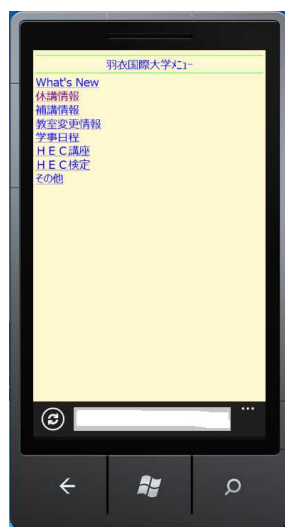 羽衣国際大学ﾒﾆｭｰ
What's New
休講情報
補講情報
教室変更情報
学事日程
ＨＥＣ講座
ＨＥＣ検定
その他